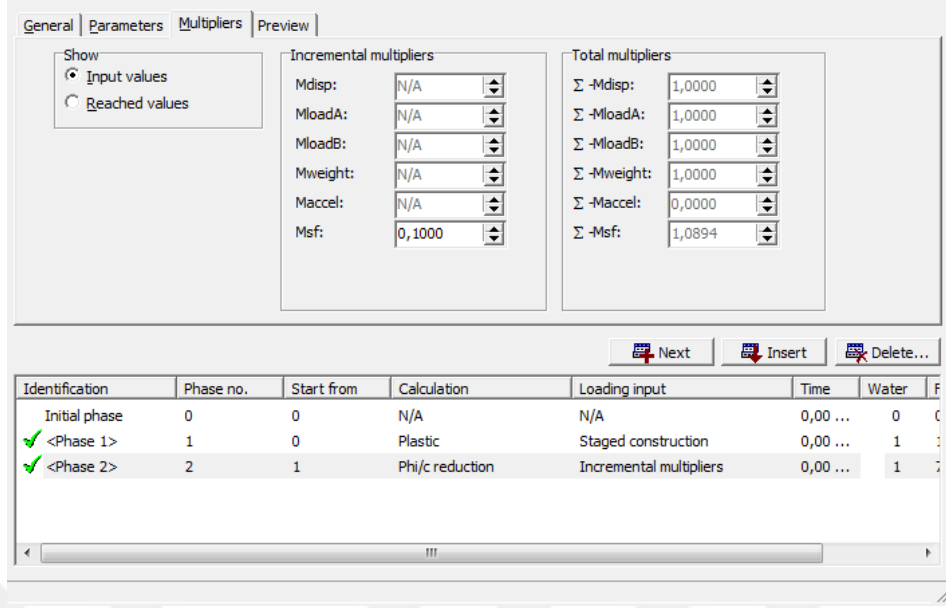 General Parameters Multipliers Preview
Show
Input values
Reached values
Incremental multipliers
Mdisp: N/A
MloadA: N/A
MloadB: N/A
Mweight: N/A
Maccel: N/A
Msf: 0,1000
Total multipliers
Σ -Mdisp: 1,0000
Σ -MloadA: 1,0000
Σ -MloadB: 1,0000
Σ -Mweight: 1,0000
Σ -Maccel: 0,0000
Σ -Msf: 1,0894
Next Insert Delete...
Identification Phase no. Start from Calculation Loading input Time Water F
Initial phase 0 0 N/A N/A 0,00 ... 0
<Phase 1> 1 0 Plastic Staged construction 0,00 ... 1
<Phase 2> 2 1 Phi/c reduction Incremental multipliers 0,00 ... 1